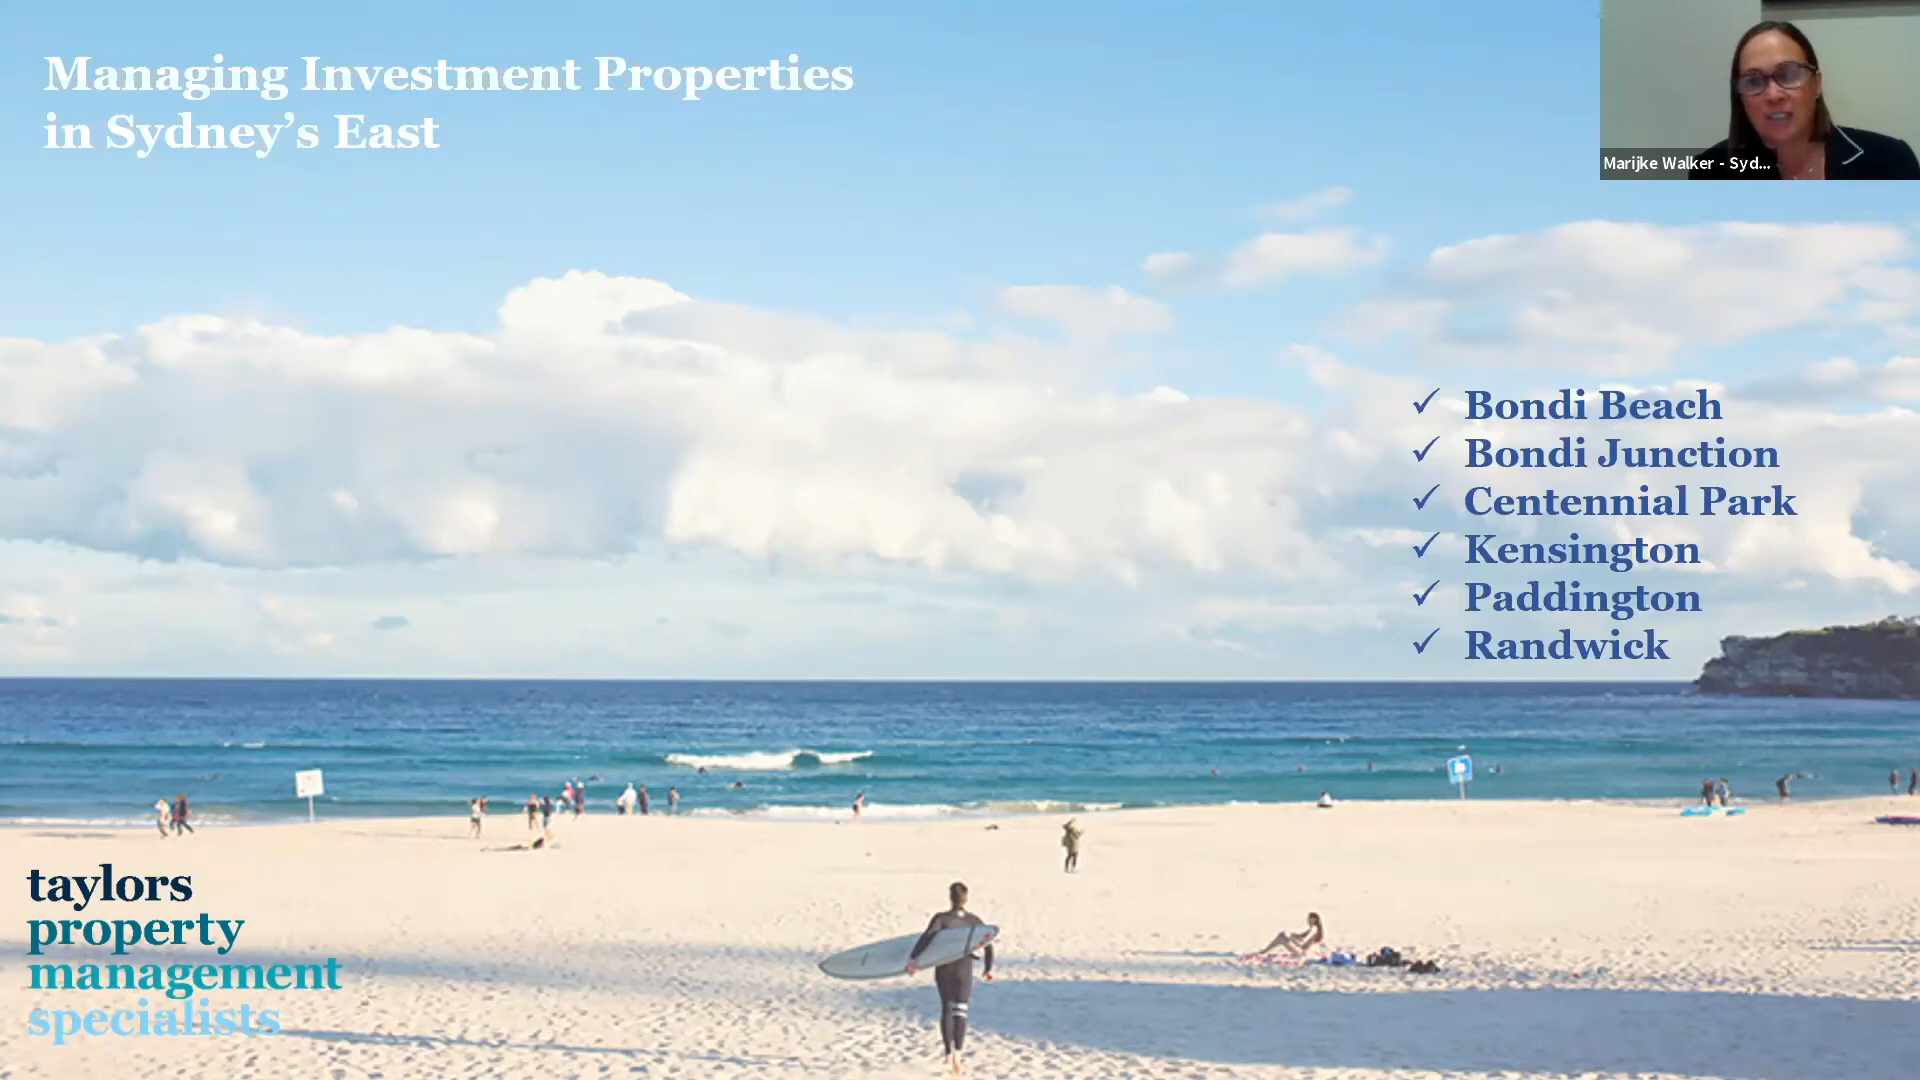 Managing Investment Properties
in Sydney’s East
Marijke Walker - Syd...
✓ Bondi Beach
✓ Bondi Junction
✓ Centennial Park
✓ Kensington
✓ Paddington
✓ Randwick
taylors
property
management
specialists